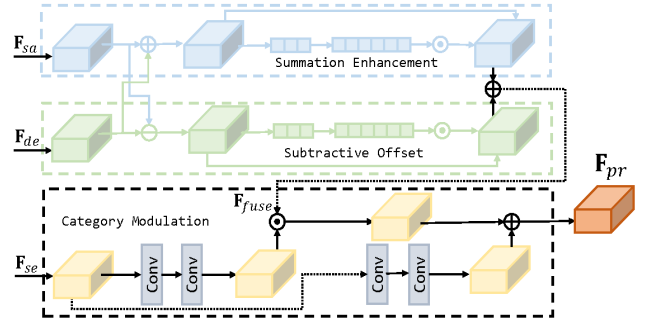 F_sa
Summation Enhancement
F_de
Subtractive Offset
F_pr
F_fuse
Category Modulation
F_se
Conv
Conv
Conv
Conv